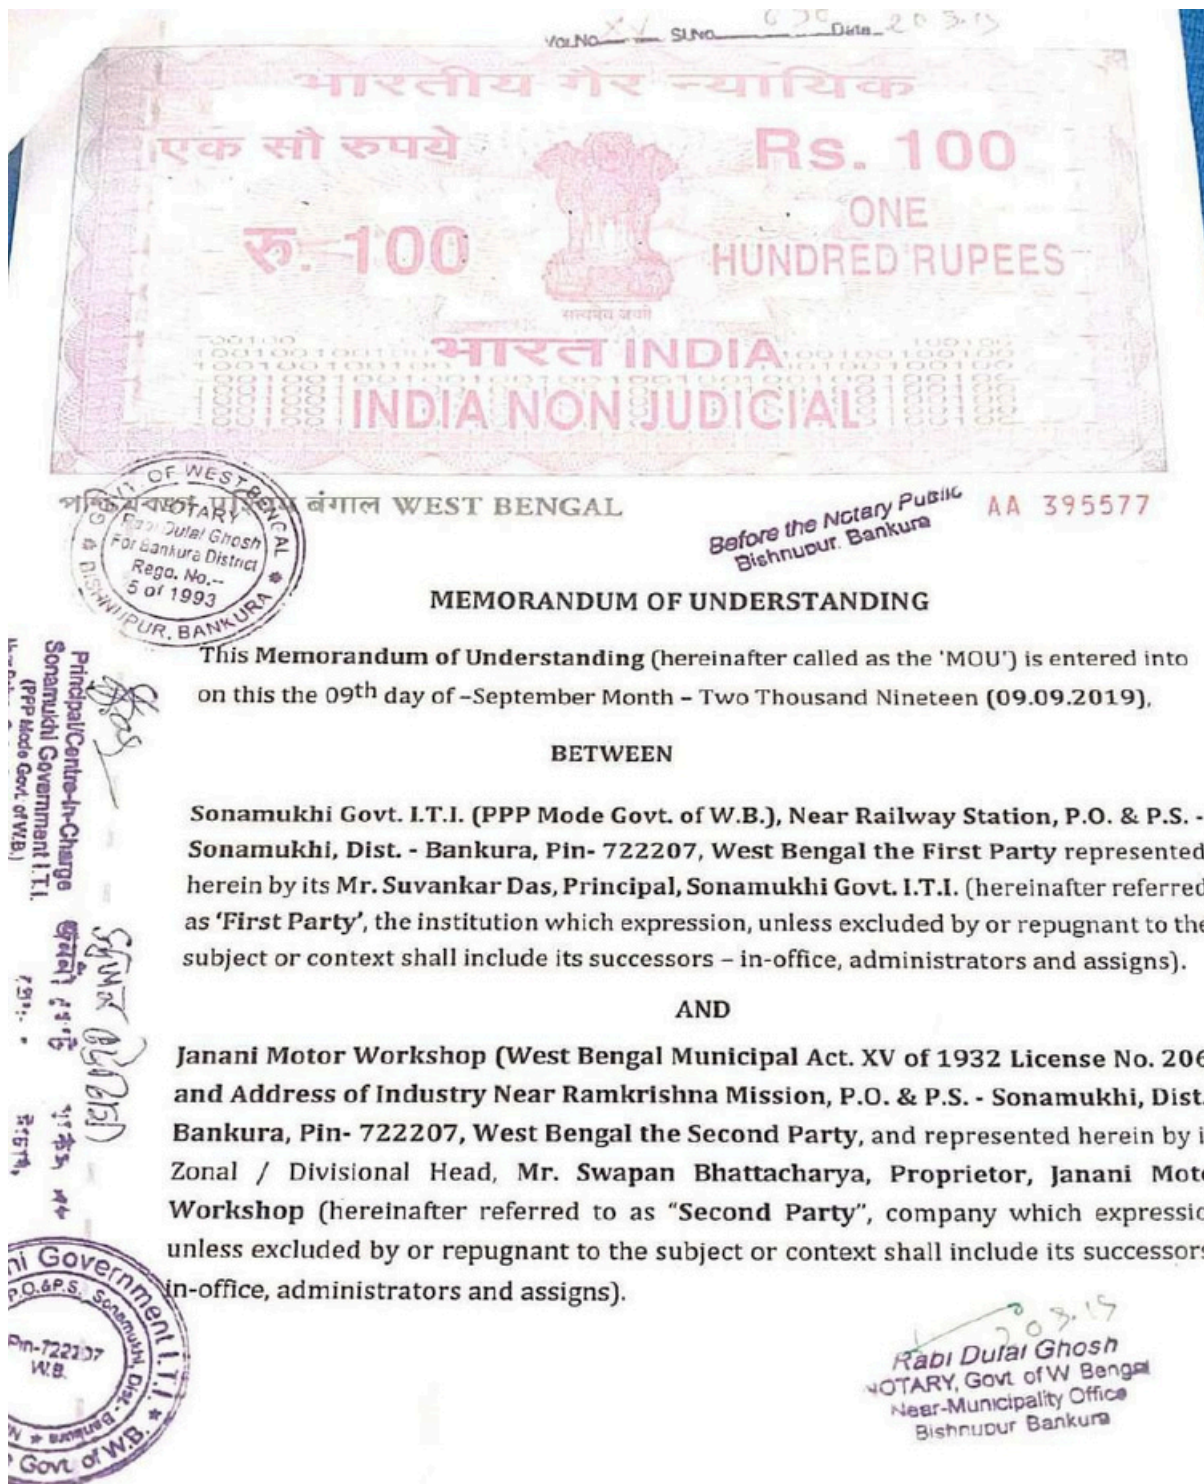 Vol.No XV Sl.No. Date
भारतीय गैर न्यायिक
एक सौ रुपये
Rs. 100
रु. 100
ONE
HUNDRED RUPEES
सत्यमेव जयते
भारत INDIA
INDIA NON JUDICIAL
बंगाल WEST BENGAL
AA 395577
Before the Notary Public
Bishnupur. Bankura
GOVT. OF WEST BENGAL
NOTARY
Rabi Dulal Ghosh
For Bankura District
Regd. No.--
5 of 1993
BISHNUPUR, BANKURA
MEMORANDUM OF UNDERSTANDING
This Memorandum of Understanding (hereinafter called as the 'MOU') is entered into
on this the 09th day of –September Month – Two Thousand Nineteen (09.09.2019),
BETWEEN
Sonamukhi Govt. I.T.I. (PPP Mode Govt. of W.B.), Near Railway Station, P.O. & P.S. -
Sonamukhi, Dist. - Bankura, Pin- 722207, West Bengal the First Party represented
herein by its Mr. Suvankar Das, Principal, Sonamukhi Govt. I.T.I. (hereinafter referred
as 'First Party', the institution which expression, unless excluded by or repugnant to the
subject or context shall include its successors – in-office, administrators and assigns).
AND
Janani Motor Workshop (West Bengal Municipal Act. XV of 1932 License No. 206
and Address of Industry Near Ramkrishna Mission, P.O. & P.S. - Sonamukhi, Dist.
Bankura, Pin- 722207, West Bengal the Second Party, and represented herein by i
Zonal / Divisional Head, Mr. Swapan Bhattacharya, Proprietor, Janani Moto
Workshop (hereinafter referred to as "Second Party", company which expressio
unless excluded by or repugnant to the subject or context shall include its successors
in-office, administrators and assigns).
Principal/Centre-In-Charge
Sonamukhi Government I.T.I.
(PPP Mode Govt. of W.B.)
ni Government I.T.I.
P.O.&P.S. Sonamukhi, Dist.- Bankura
Pin-722207
W.B.
Govt. of W.B.
Rabi Dulal Ghosh
NOTARY, Govt. of W Bengal
Near-Municipality Office
Bishnupur Bankura